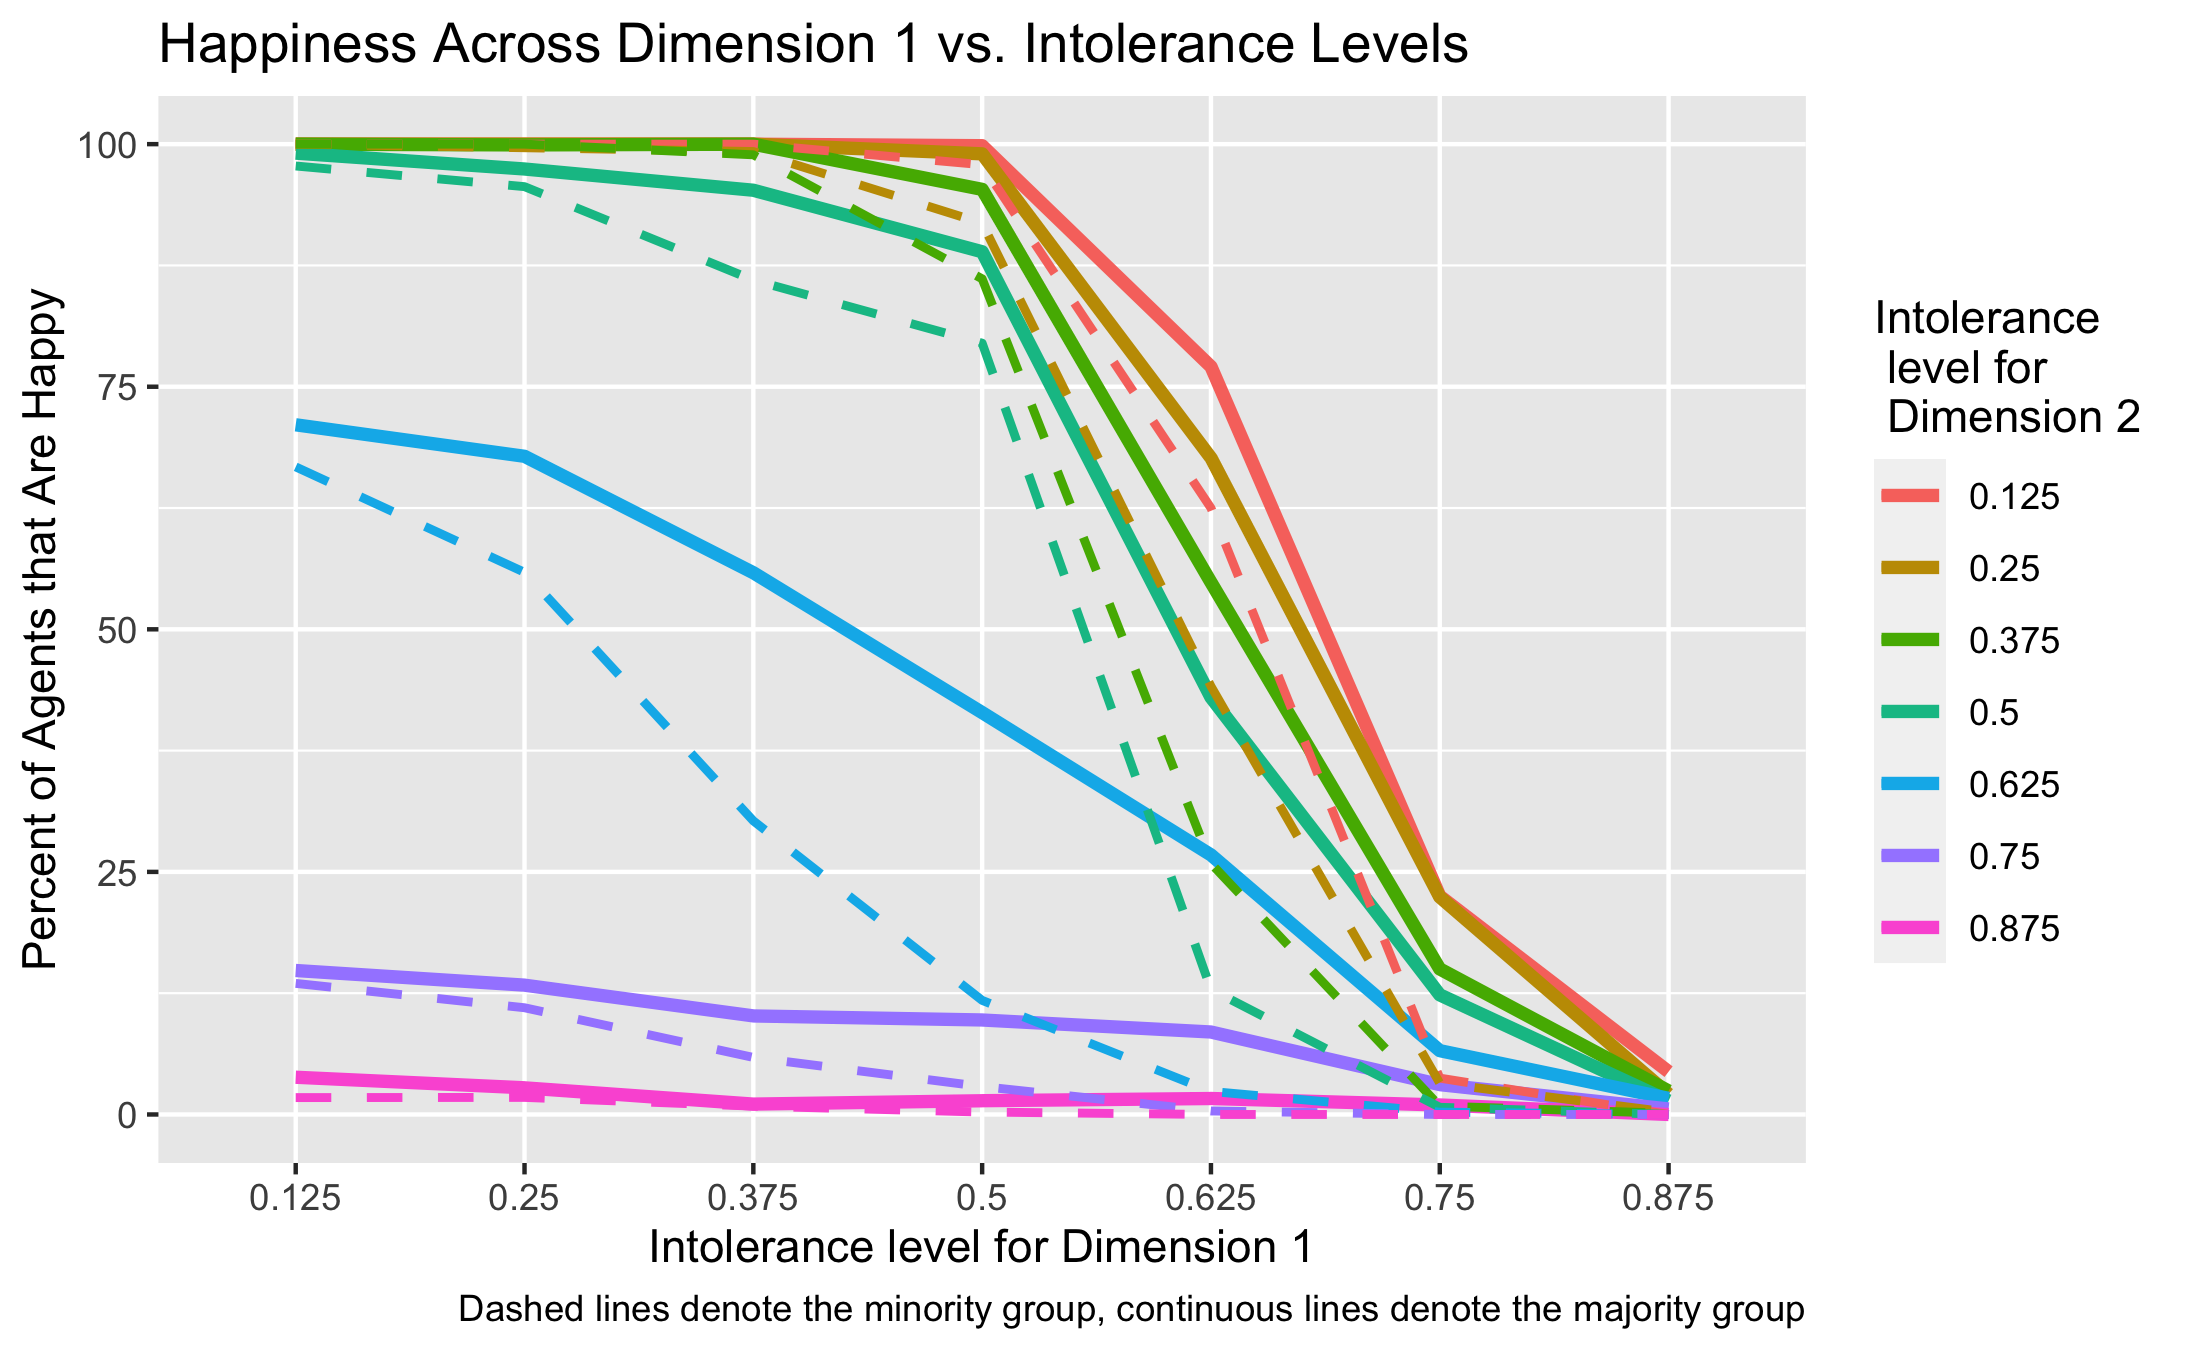 Happiness Across Dimension 1 vs. Intolerance Levels
Percent of Agents that Are Happy
100
75
50
25
0
0.125
0.25
0.375
0.5
0.625
0.75
0.875
Intolerance level for Dimension 1
Dashed lines denote the minority group, continuous lines denote the majority group
Intolerance
level for
Dimension 2
0.125
0.25
0.375
0.5
0.625
0.75
0.875